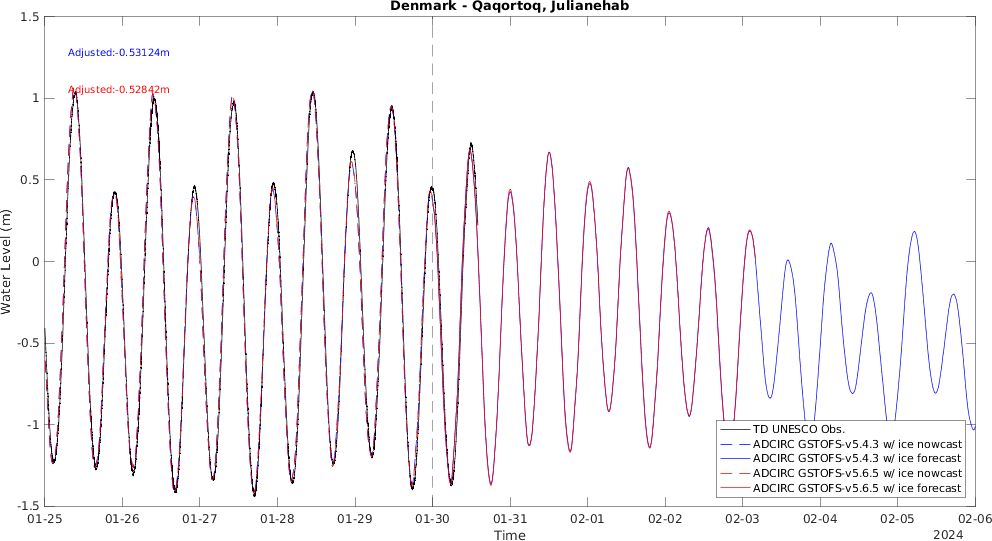 Denmark - Qaqortoq, Julianehab
1.5
1
0.5
0
-0.5
-1
-1.5
Water Level (m)
Adjusted:-0.53124m
Adjusted:-0.52842m
TD UNESCO Obs.
ADCIRC GSTOFS-v5.4.3 w/ ice nowcast
ADCIRC GSTOFS-v5.4.3 w/ ice forecast
ADCIRC GSTOFS-v5.6.5 w/ ice nowcast
ADCIRC GSTOFS-v5.6.5 w/ ice forecast
01-25 01-26 01-27 01-28 01-29 01-30 01-31 02-01 02-02 02-03 02-04 02-05 02-06
Time
2024